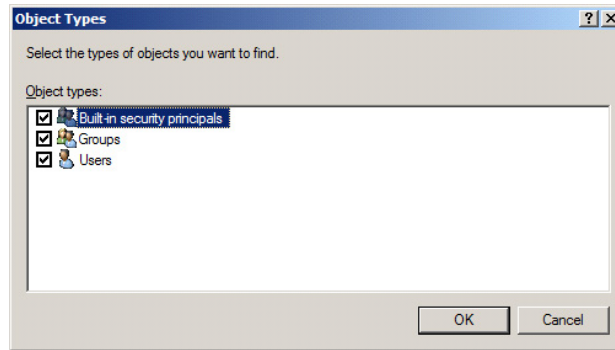 Object Types
Select the types of objects you want to find.
Object types:
Built-in security principals
Groups
Users
OK
Cancel